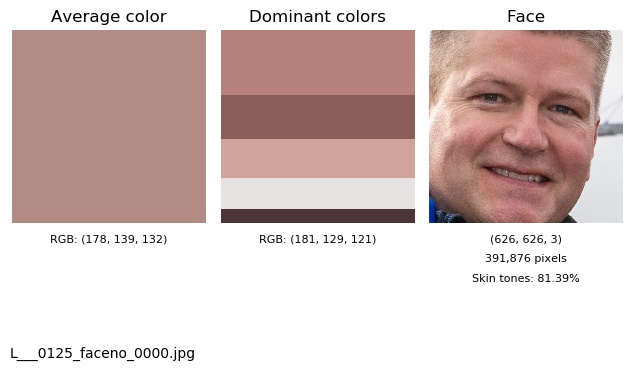 Average color
Dominant colors
Face
RGB: (178, 139, 132)
RGB: (181, 129, 121)
(626, 626, 3)
391,876 pixels
Skin tones: 81.39%
L___0125_faceno_0000.jpg